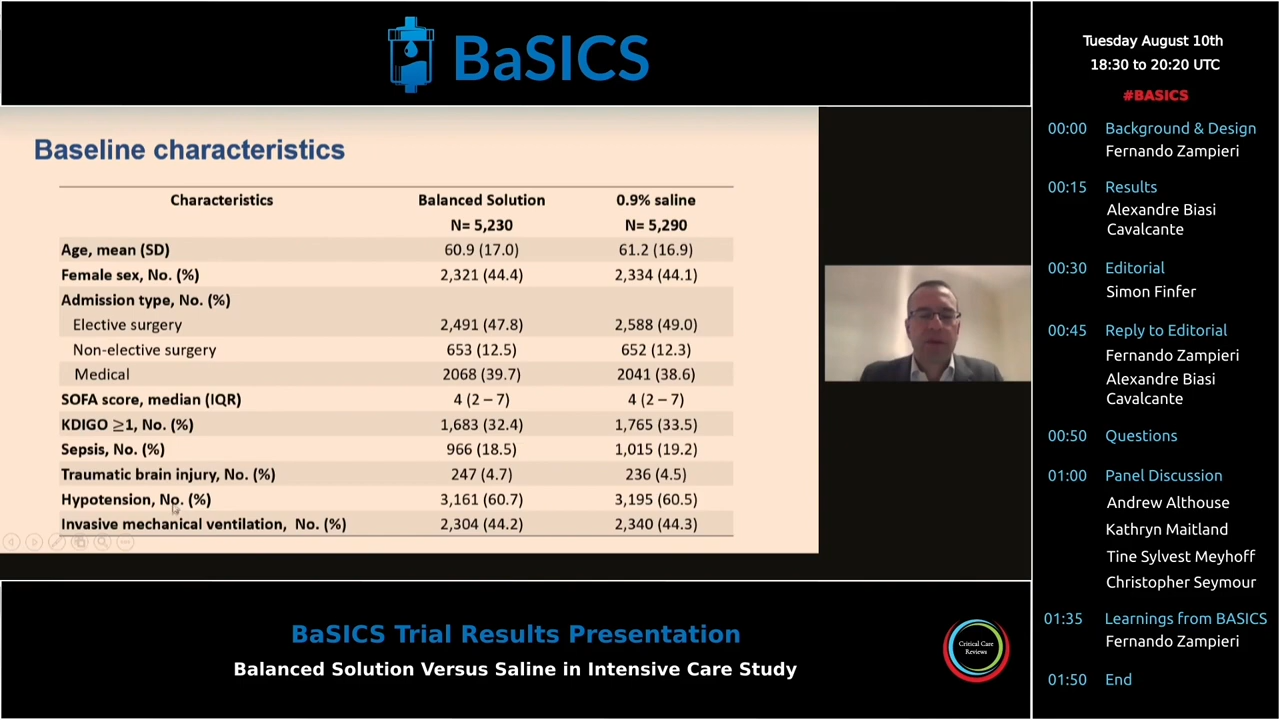 BaSICS
Baseline characteristics
Characteristics Balanced Solution 0.9% saline
N= 5,230 N= 5,290
Age, mean (SD) 60.9 (17.0) 61.2 (16.9)
Female sex, No. (%) 2,321 (44.4) 2,334 (44.1)
Admission type, No. (%)
Elective surgery 2,491 (47.8) 2,588 (49.0)
Non-elective surgery 653 (12.5) 652 (12.3)
Medical 2068 (39.7) 2041 (38.6)
SOFA score, median (IQR) 4 (2 – 7) 4 (2 – 7)
KDIGO ≥1, No. (%) 1,683 (32.4) 1,765 (33.5)
Sepsis, No. (%) 966 (18.5) 1,015 (19.2)
Traumatic brain injury, No. (%) 247 (4.7) 236 (4.5)
Hypotension, No. (%) 3,161 (60.7) 3,195 (60.5)
Invasive mechanical ventilation, No. (%) 2,304 (44.2) 2,340 (44.3)
BaSICS Trial Results Presentation
Balanced Solution Versus Saline in Intensive Care Study
Critical Care
Reviews
Tuesday August 10th
18:30 to 20:20 UTC
#BASICS
00:00 Background & Design
Fernando Zampieri
00:15 Results
Alexandre Biasi
Cavalcante
00:30 Editorial
Simon Finfer
00:45 Reply to Editorial
Fernando Zampieri
Alexandre Biasi
Cavalcante
00:50 Questions
01:00 Panel Discussion
Andrew Althouse
Kathryn Maitland
Tine Sylvest Meyhoff
Christopher Seymour
01:35 Learnings from BASICS
Fernando Zampieri
01:50 End